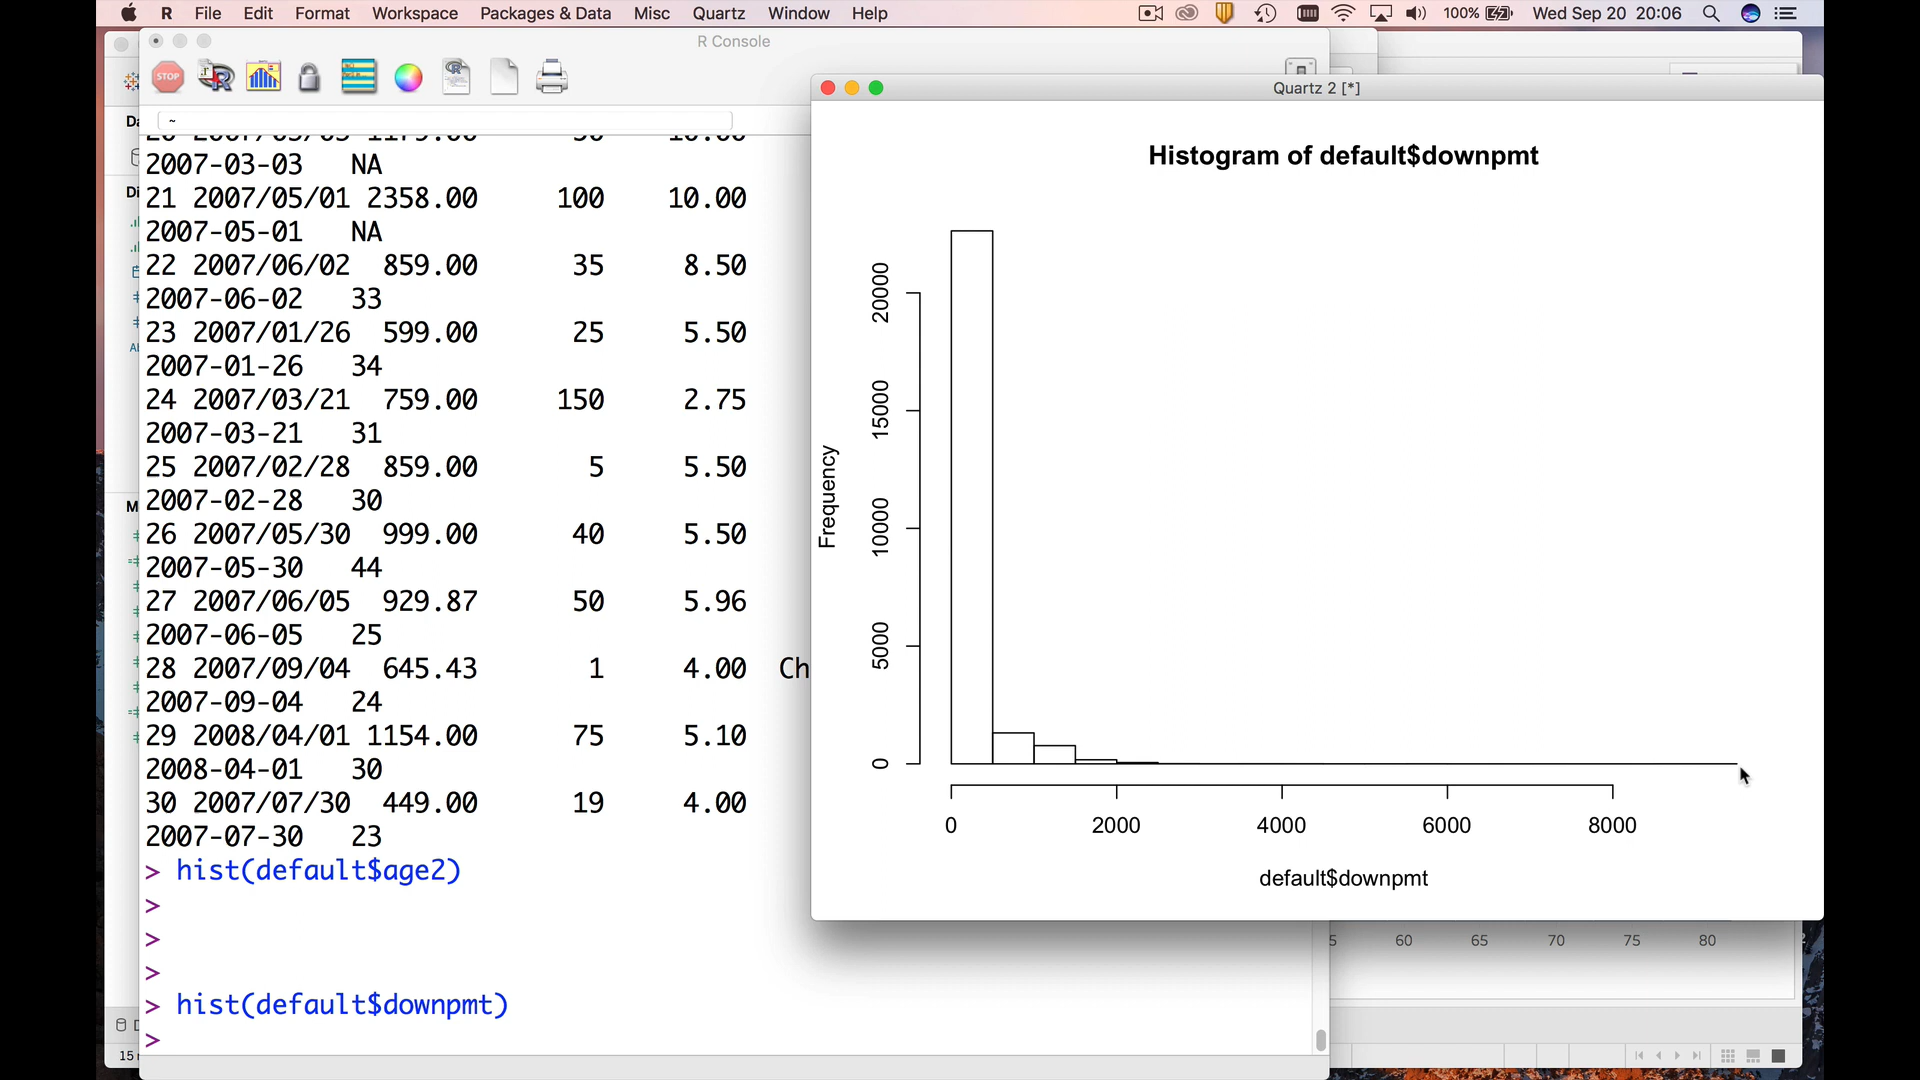 R File Edit Format Workspace Packages & Data Misc Quartz Window Help 100% Wed Sep 20 20:06
R Console
STOP
~
Quartz 2 [*]
2007-03-03 NA
21 2007/05/01 2358.00 100 10.00
2007-05-01 NA
22 2007/06/02 859.00 35 8.50
2007-06-02 33
23 2007/01/26 599.00 25 5.50
2007-01-26 34
24 2007/03/21 759.00 150 2.75
2007-03-21 31
25 2007/02/28 859.00 5 5.50
2007-02-28 30
26 2007/05/30 999.00 40 5.50
2007-05-30 44
27 2007/06/05 929.87 50 5.96
2007-06-05 25
28 2007/09/04 645.43 1 4.00 Ch
2007-09-04 24
29 2008/04/01 1154.00 75 5.10
2008-04-01 30
30 2007/07/30 449.00 19 4.00
2007-07-30 23
> hist(default$age2)
>
>
>
> hist(default$downpmt)
>
Histogram of default$downpmt
Frequency
20000
15000
10000
5000
0
0 2000 4000 6000 8000
default$downpmt
5 60 65 70 75 80